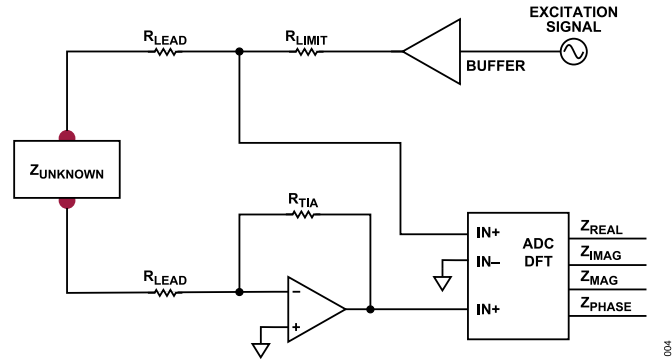 EXCITATION
SIGNAL
RLEAD
RLIMIT
BUFFER
ZUNKNOWN
RTIA
RLEAD
−
+
IN+
IN–
IN+
ADC
DFT
ZREAL
ZIMAG
ZMAG
ZPHASE
004